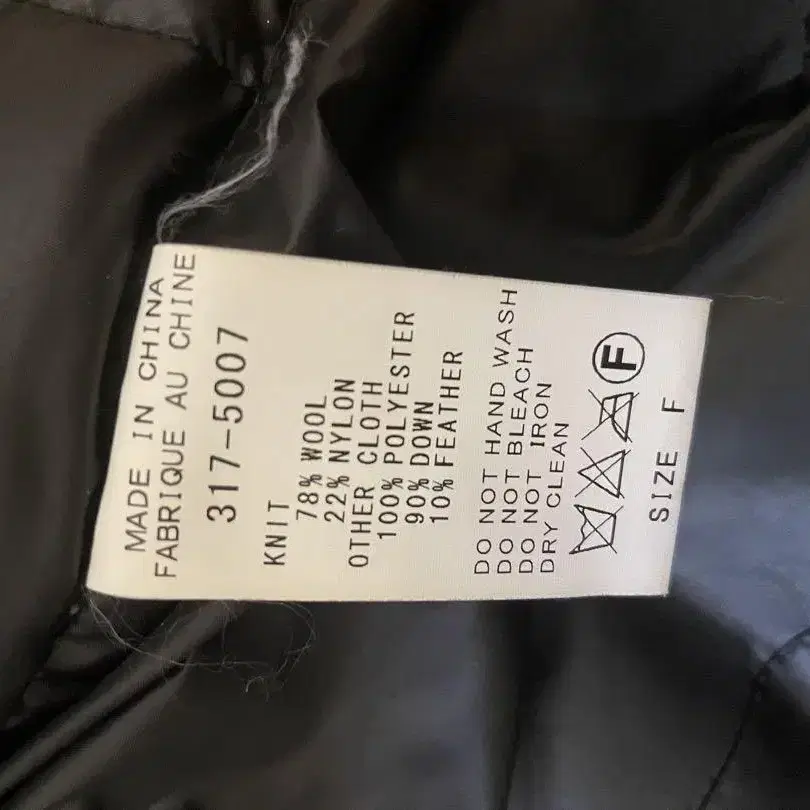 MADE IN CHINA
FABRIQUE AU CHINE
317-5007
KNIT
78% WOOL
22% NYLON
OTHER CLOTH
100% POLYESTER
90% DOWN
10% FEATHER
DO NOT HAND WASH
DO NOT BLEACH
DO NOT IRON
DRY CLEAN
F
SIZE F